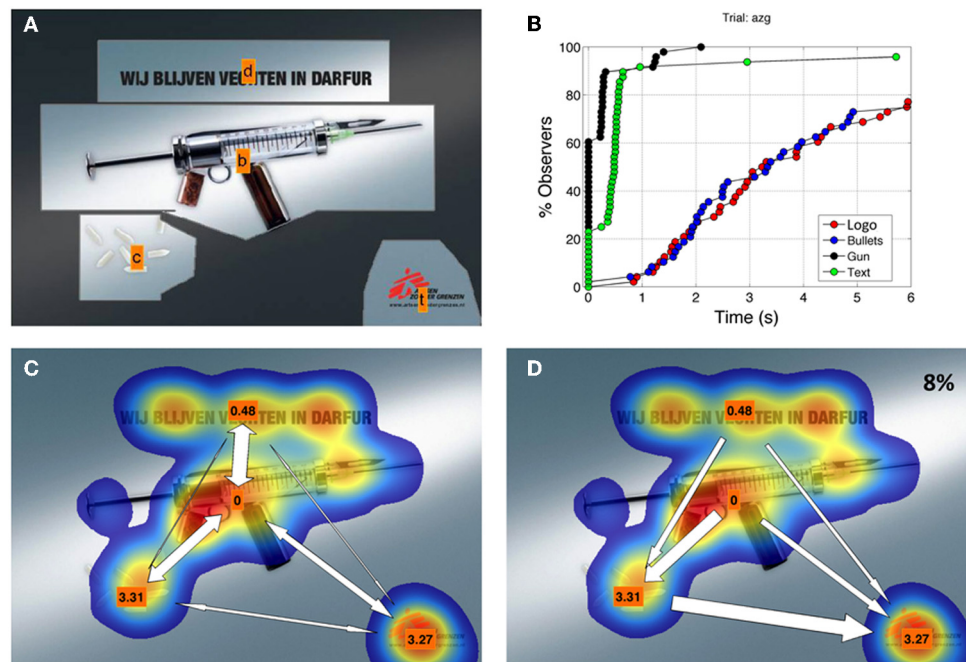 A
WIJ BLIJVEN VECHTEN IN DARFUR
d
b
c
t
ZONDER GRENZEN
B
Trial: azg
% Observers
100
80
60
40
20
0
0 1 2 3 4 5 6
Time (s)
Logo
Bullets
Gun
Text
C
WIJ BLIJVEN VECHTEN IN DARFUR
0.48
0
3.31
3.27
D
8%
WIJ BLIJVEN VECHTEN IN DARFUR
0.48
0
3.31
3.27